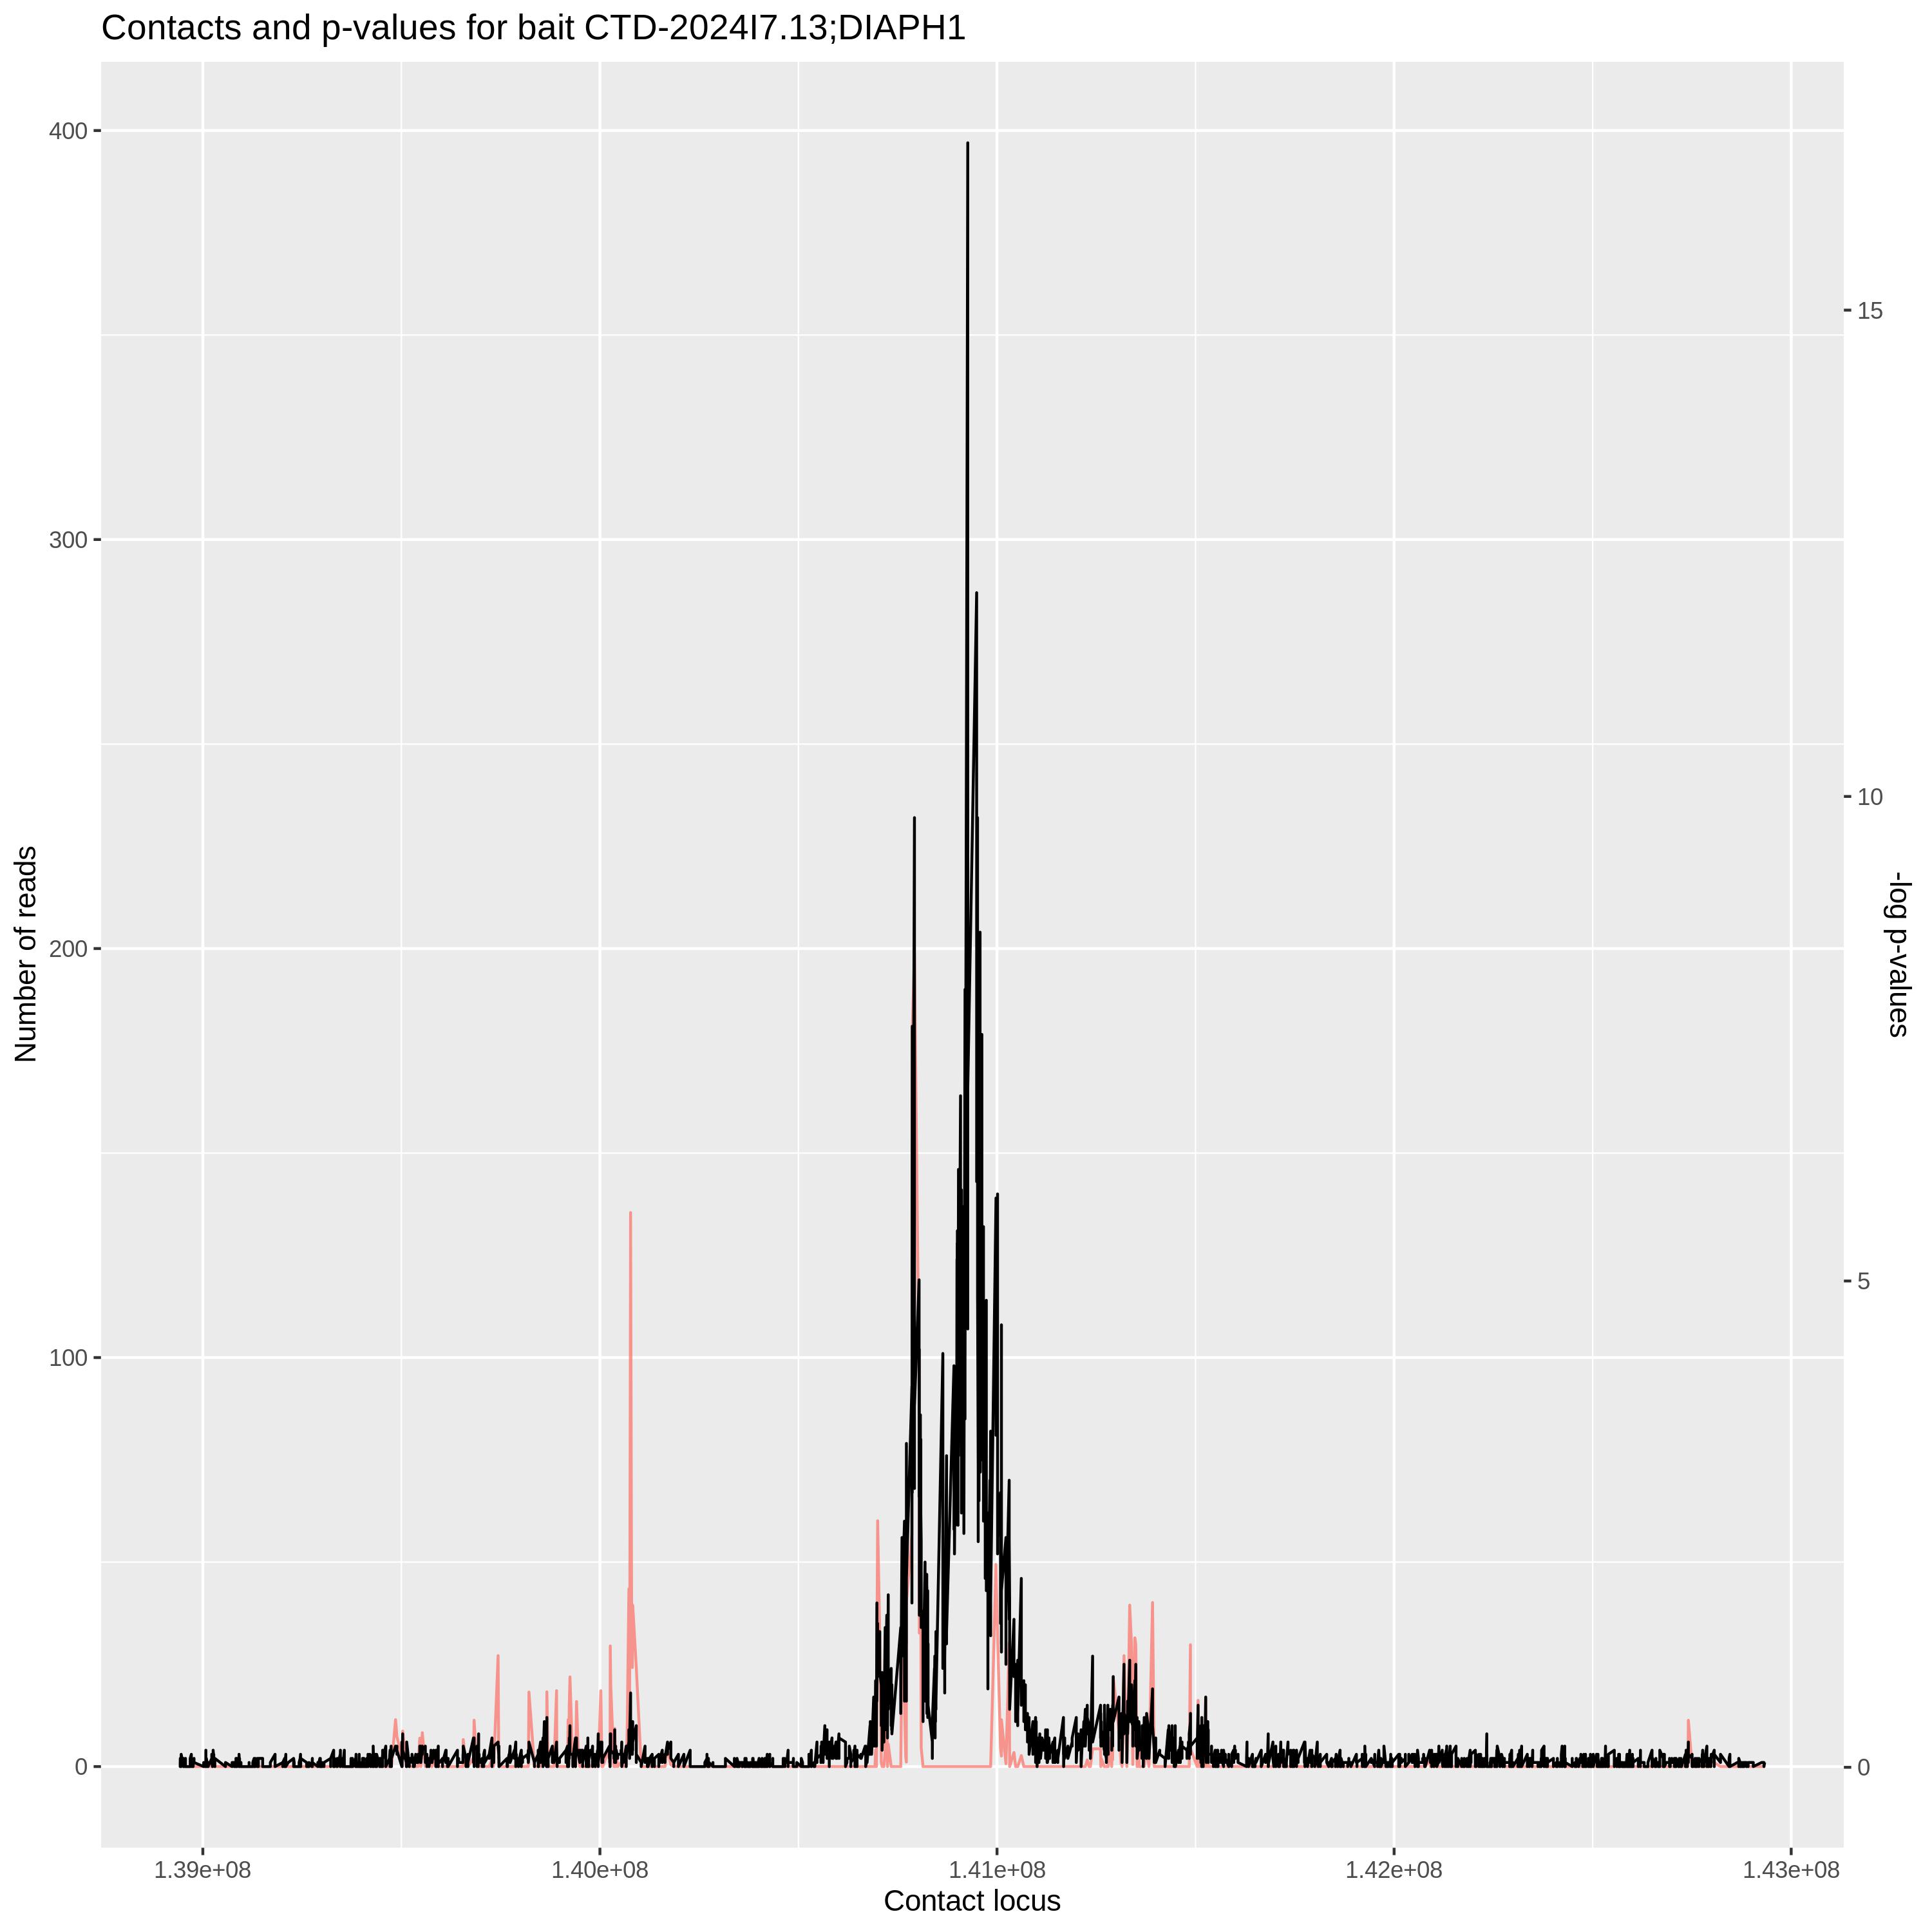 Contacts and p-values for bait CTD-2024I7.13;DIAPH1
400
300
200
100
0
Number of reads
15
10
5
0
-log p-values
1.39e+08 1.40e+08 1.41e+08 1.42e+08 1.43e+08
Contact locus